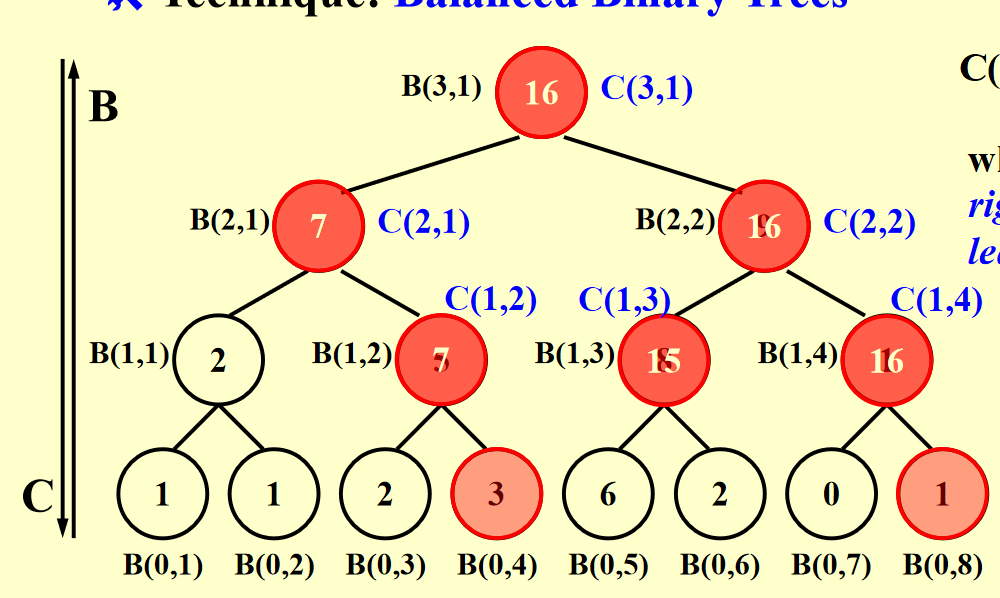 Technique: Balanced Binary Trees
B(3,1) 16 C(3,1)
C(
B
wh
B(2,1) 7 C(2,1) B(2,2) 16 C(2,2)
rig
lea
C(1,2) C(1,3) C(1,4)
B(1,1) 2 B(1,2) 7 B(1,3) 15 B(1,4) 16
C 1 1 2 3 6 2 0 1
B(0,1) B(0,2) B(0,3) B(0,4) B(0,5) B(0,6) B(0,7) B(0,8)